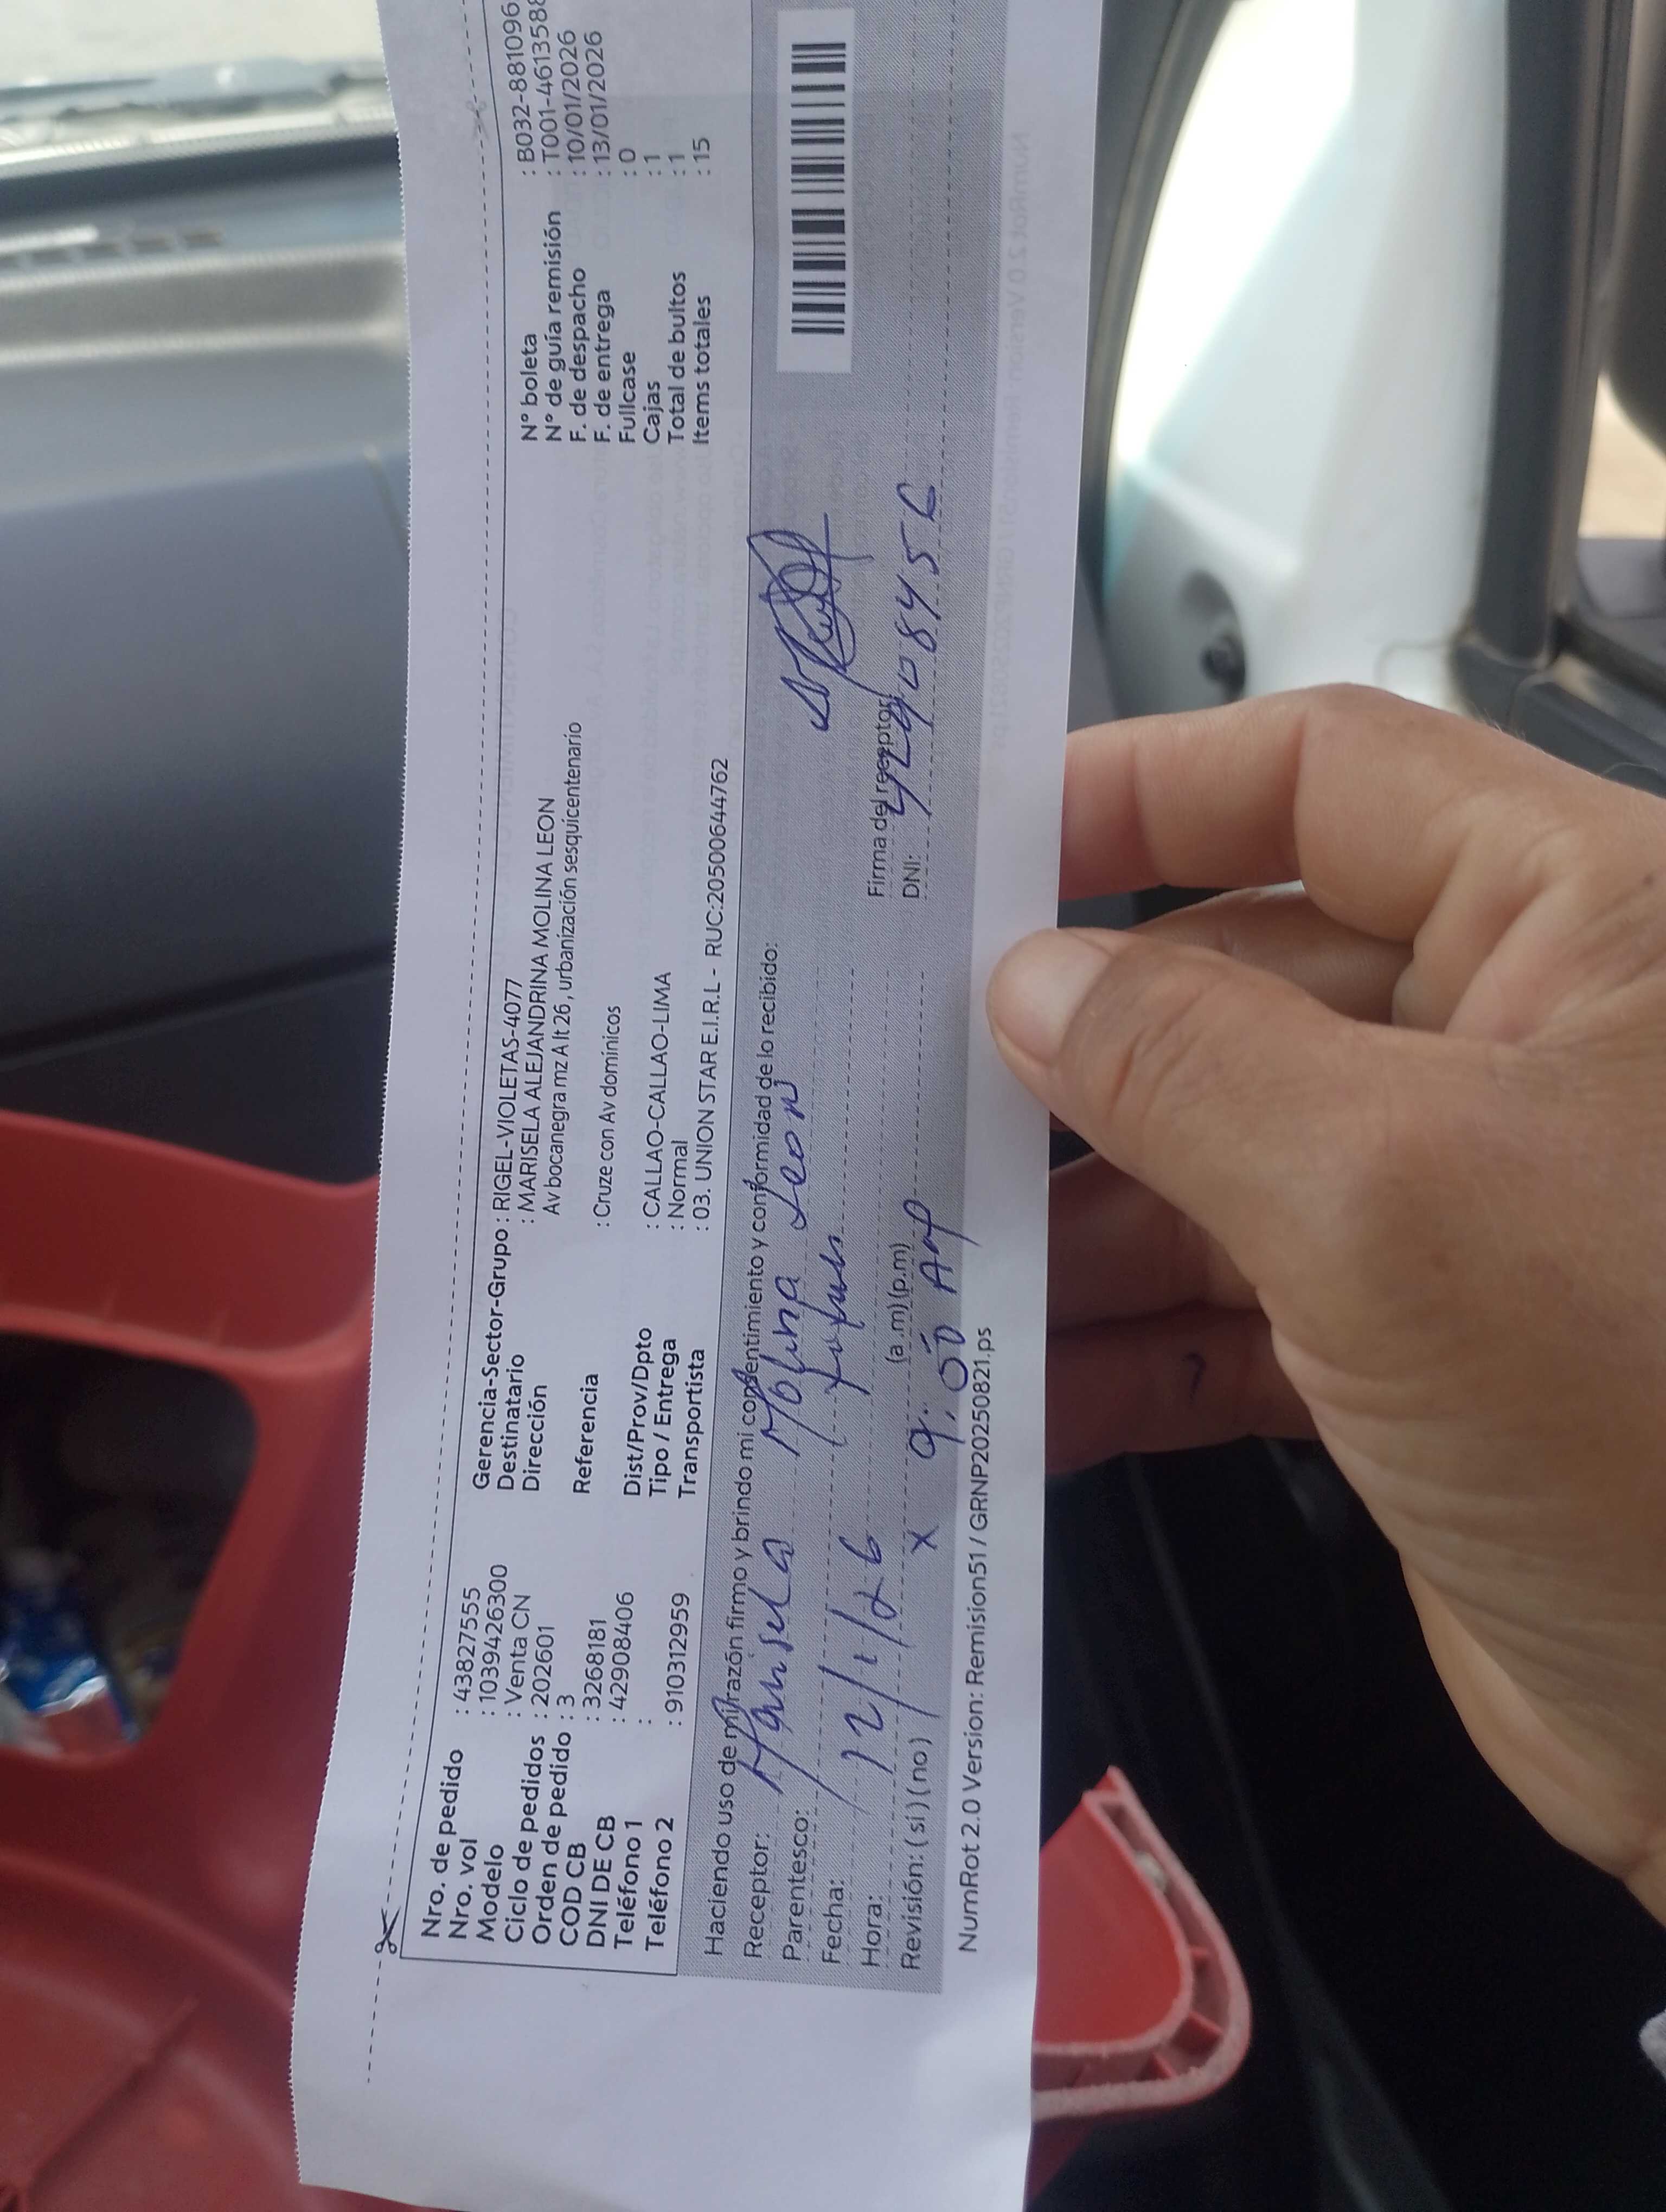 Nro. de pedido : 43827555
Nro. vol : 1039426300
Modelo : Venta CN
Ciclo de pedidos : 202601
Orden de pedido : 3
COD CB : 3268181
DNI DE CB : 42908406
Teléfono 1 :
Teléfono 2 : 910312959
Gerencia-Sector-Grupo : RIGEL-VIOLETAS-4077
Destinatario : MARISELA ALEJANDRINA MOLINA LEON
Dirección Av bocanegra mz A lt 26 , urbanización sesquicentenario
Referencia : Cruze con Av domínicos
Dist/Prov/Dpto : CALLAO-CALLAO-LIMA
Tipo / Entrega : Normal
Transportista : 03. UNION STAR E.I.R.L - RUC:20500644762
N° boleta : B032-881096
N° de guía remisión : T001-4613588
F. de despacho : 10/01/2026
F. de entrega : 13/01/2026
Fullcase : 0
Cajas : 1
Total de bultos : 1
Items totales : 15
Haciendo uso de mi razón firmo y brindo mi consentimiento y conformidad de lo recibido:
Receptor: Marisela Molina Leon
Parentesco:
Fecha: 12/1/26
Hora: (a.m) (p.m)
Revisión: ( si ) ( no ) x 9:00
Firma del receptor
DNI:
NumRot 2.0 Version: Remision51 / GRNP20250821.ps